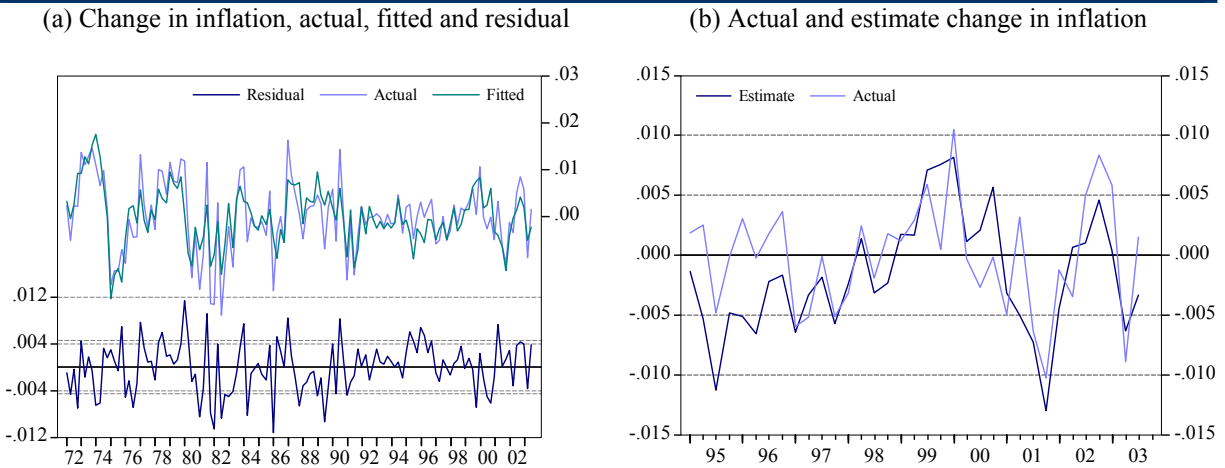 (a) Change in inflation, actual, fitted and residual
.03
Residual Actual Fitted
.02
.01
.00
.012
.004
-.004
-.012
72 74 76 78 80 82 84 86 88 90 92 94 96 98 00 02
(b) Actual and estimate change in inflation
.015 .015
Estimate Actual
.010 .010
.005 .005
.000 .000
-.005 -.005
-.010 -.010
-.015 -.015
95 96 97 98 99 00 01 02 03